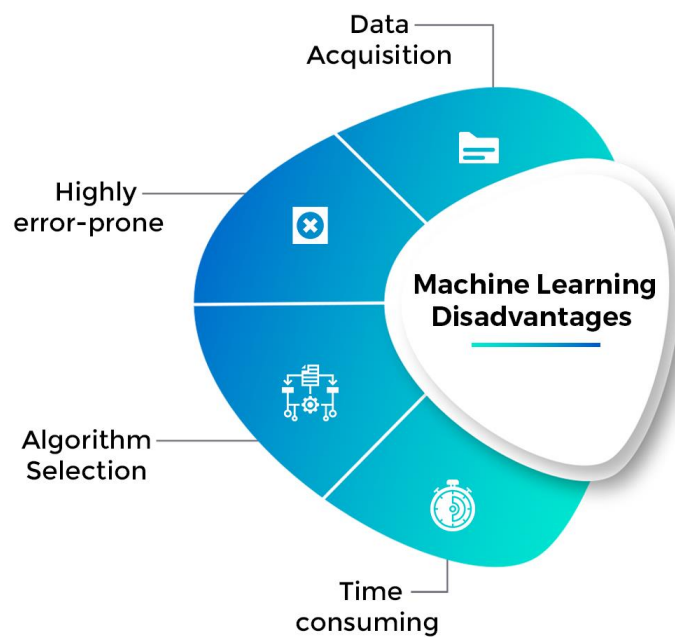 Data
Acquisition
Highly
error-prone
Machine Learning
Disadvantages
Algorithm
Selection
Time
consuming